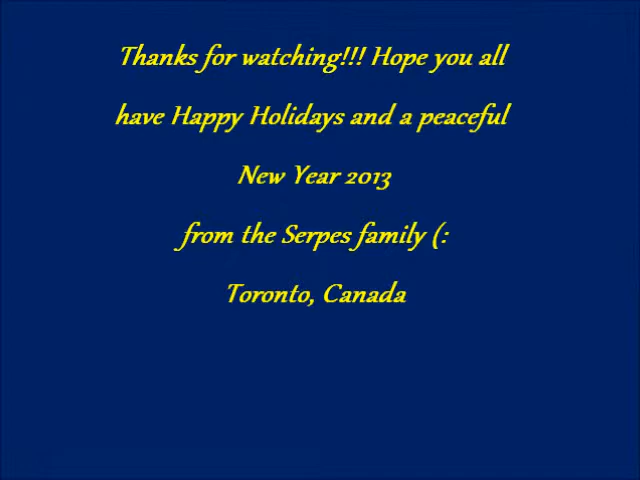 Thanks for watching!!! Hope you all
have Happy Holidays and a peaceful
New Year 2013
from the Serpes family (:
Toronto, Canada